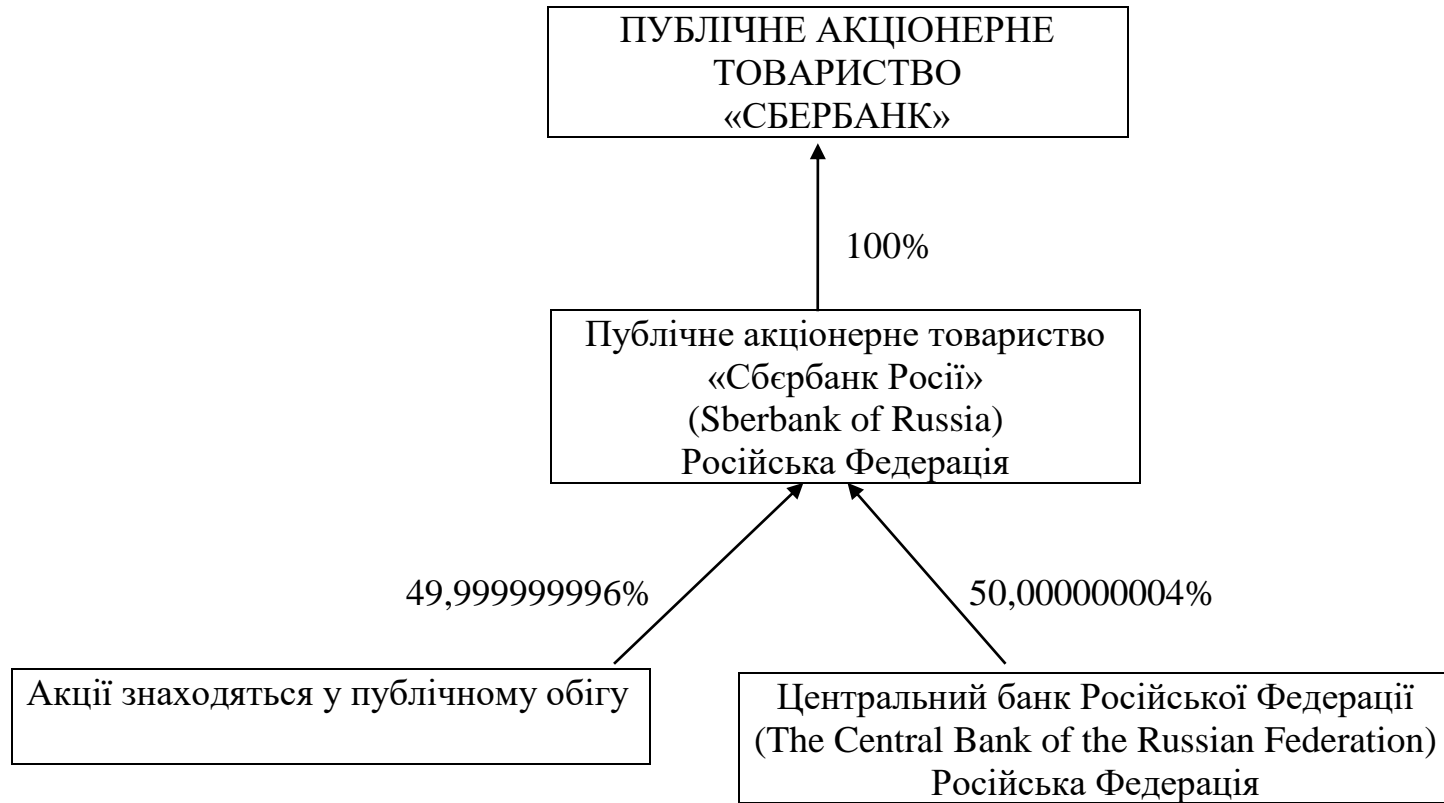 ПУБЛІЧНЕ АКЦІОНЕРНЕ
ТОВАРИСТВО
«СБЕРБАНК»
100%
Публічне акціонерне товариство
«Сбєрбанк Росії»
(Sberbank of Russia)
Російська Федерація
49,999999996%
50,000000004%
Акції знаходяться у публічному обігу
Центральний банк Російської Федерації
(The Central Bank of the Russian Federation)
Російська Федерація